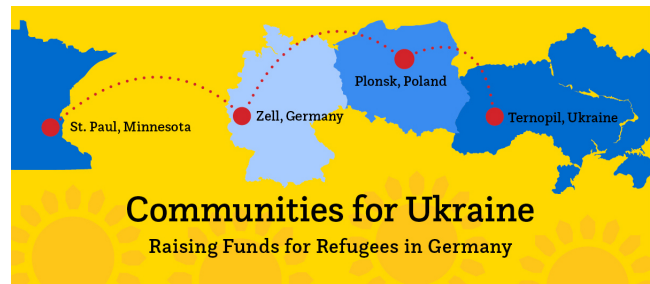 Plonsk, Poland
Zell, Germany
Ternopil, Ukraine
St. Paul, Minnesota
Communities for Ukraine
Raising Funds for Refugees in Germany